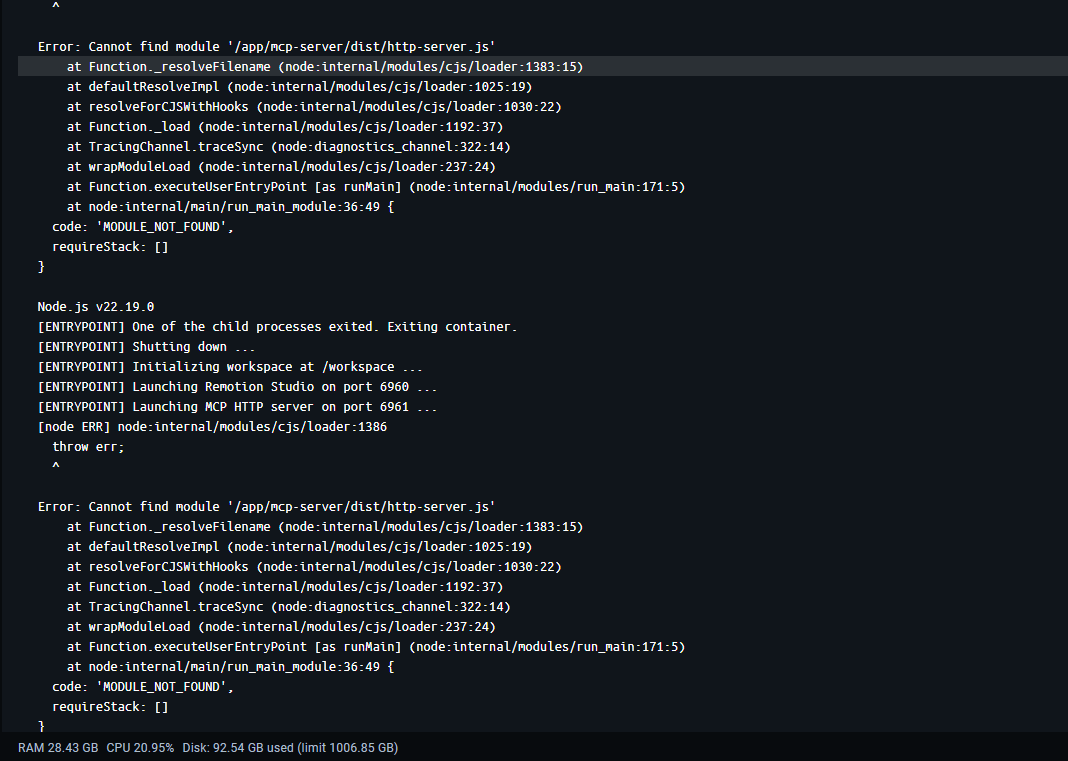 ^
Error: Cannot find module '/app/mcp-server/dist/http-server.js'
at Function._resolveFilename (node:internal/modules/cjs/loader:1383:15)
at defaultResolveImpl (node:internal/modules/cjs/loader:1025:19)
at resolveForCJSWithHooks (node:internal/modules/cjs/loader:1030:22)
at Function._load (node:internal/modules/cjs/loader:1192:37)
at TracingChannel.traceSync (node:diagnostics_channel:322:14)
at wrapModuleLoad (node:internal/modules/cjs/loader:237:24)
at Function.executeUserEntryPoint [as runMain] (node:internal/modules/run_main:171:5)
at node:internal/main/run_main_module:36:49 {
code: 'MODULE_NOT_FOUND',
requireStack: []
}
Node.js v22.19.0
[ENTRYPOINT] One of the child processes exited. Exiting container.
[ENTRYPOINT] Shutting down ...
[ENTRYPOINT] Initializing workspace at /workspace ...
[ENTRYPOINT] Launching Remotion Studio on port 6960 ...
[ENTRYPOINT] Launching MCP HTTP server on port 6961 ...
[node ERR] node:internal/modules/cjs/loader:1386
throw err;
^
Error: Cannot find module '/app/mcp-server/dist/http-server.js'
at Function._resolveFilename (node:internal/modules/cjs/loader:1383:15)
at defaultResolveImpl (node:internal/modules/cjs/loader:1025:19)
at resolveForCJSWithHooks (node:internal/modules/cjs/loader:1030:22)
at Function._load (node:internal/modules/cjs/loader:1192:37)
at TracingChannel.traceSync (node:diagnostics_channel:322:14)
at wrapModuleLoad (node:internal/modules/cjs/loader:237:24)
at Function.executeUserEntryPoint [as runMain] (node:internal/modules/run_main:171:5)
at node:internal/main/run_main_module:36:49 {
code: 'MODULE_NOT_FOUND',
requireStack: []
}
RAM 28.43 GB CPU 20.95% Disk: 92.54 GB used (limit 1006.85 GB)